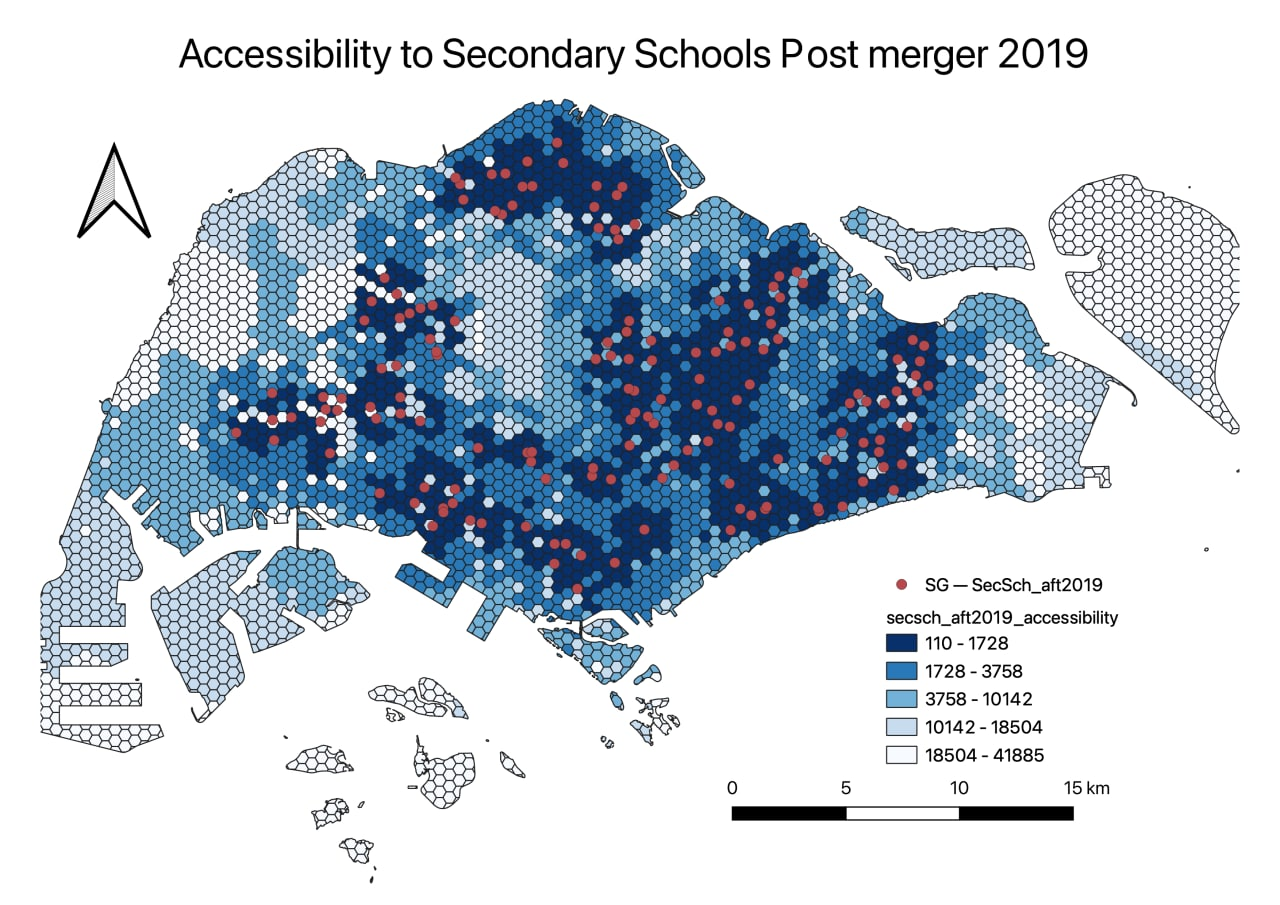 Accessibility to Secondary Schools Post merger 2019
SG — SecSch_aft2019
secsch_aft2019_accessibility
110 - 1728
1728 - 3758
3758 - 10142
10142 - 18504
18504 - 41885
0 5 10 15 km